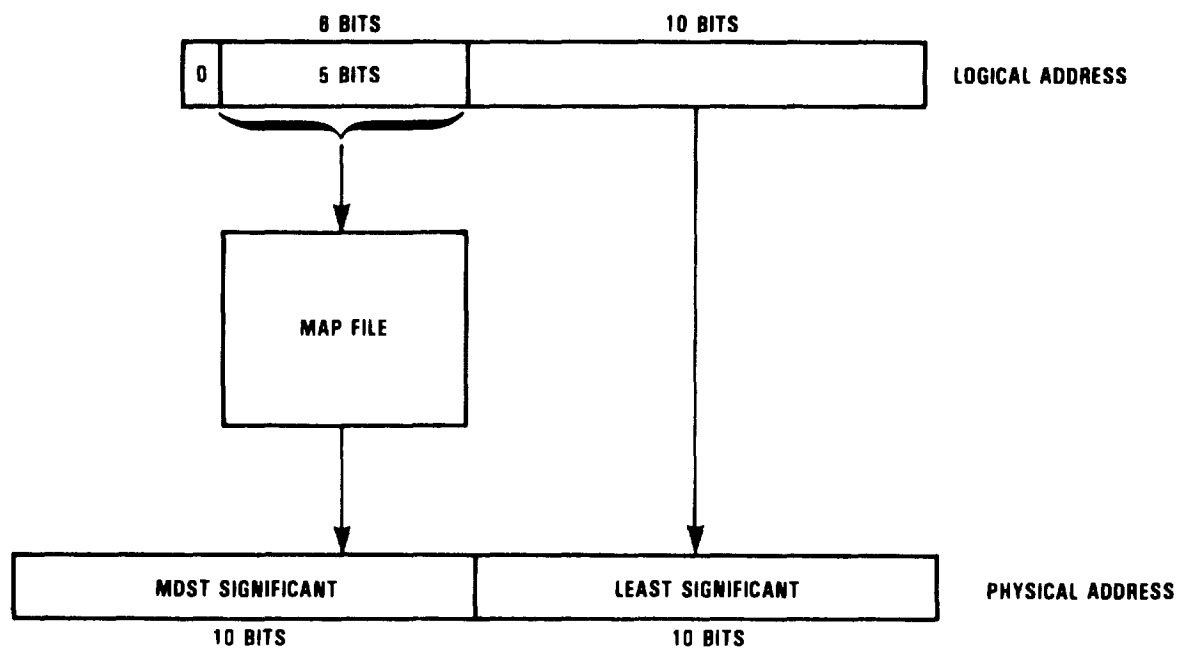 6 BITS 10 BITS
0 5 BITS LOGICAL ADDRESS
MAP FILE
MOST SIGNIFICANT LEAST SIGNIFICANT PHYSICAL ADDRESS
10 BITS 10 BITS